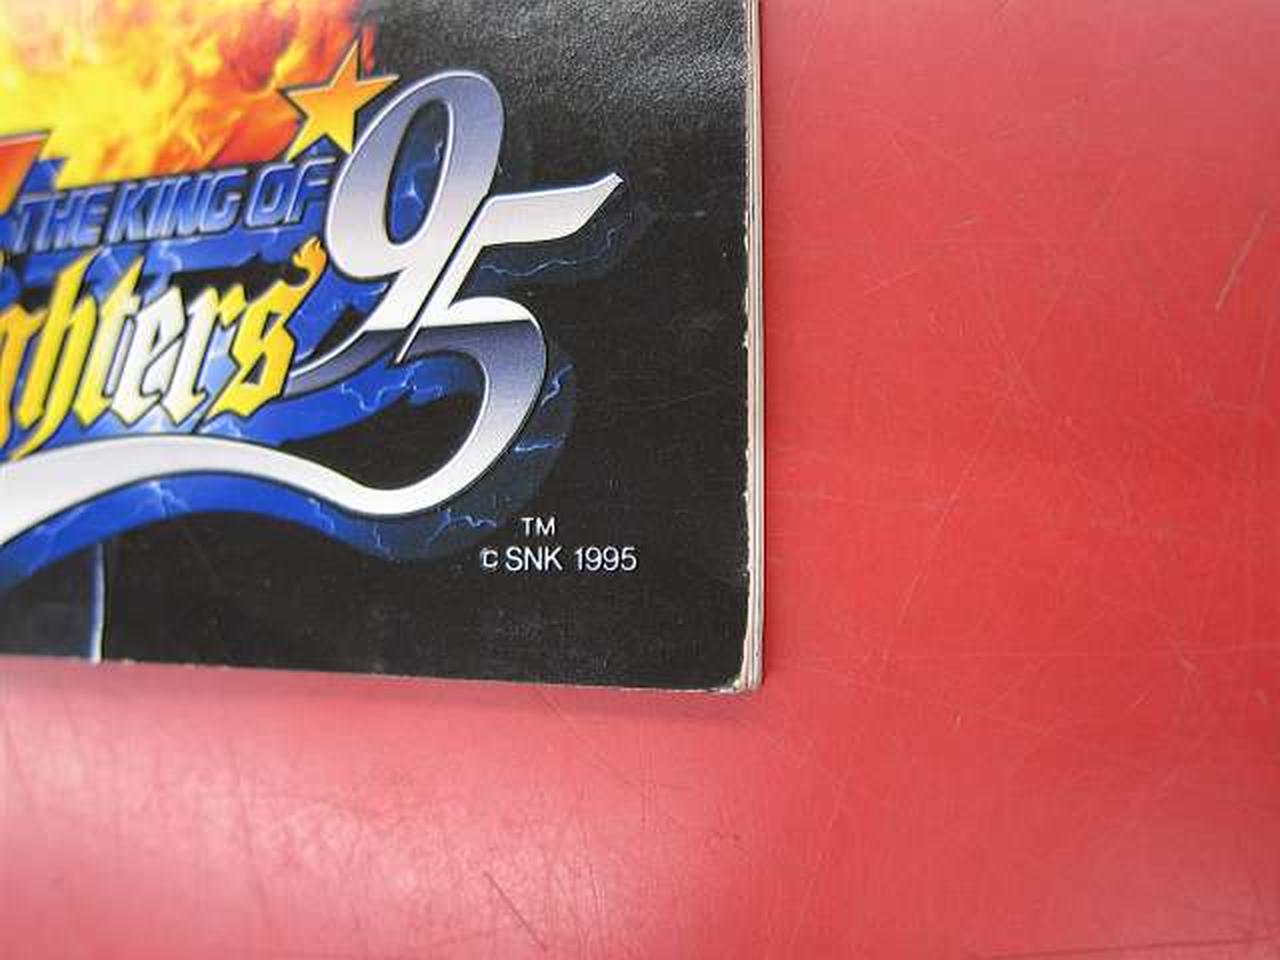 THE KING OF
ghters '95
TM
© SNK 1995